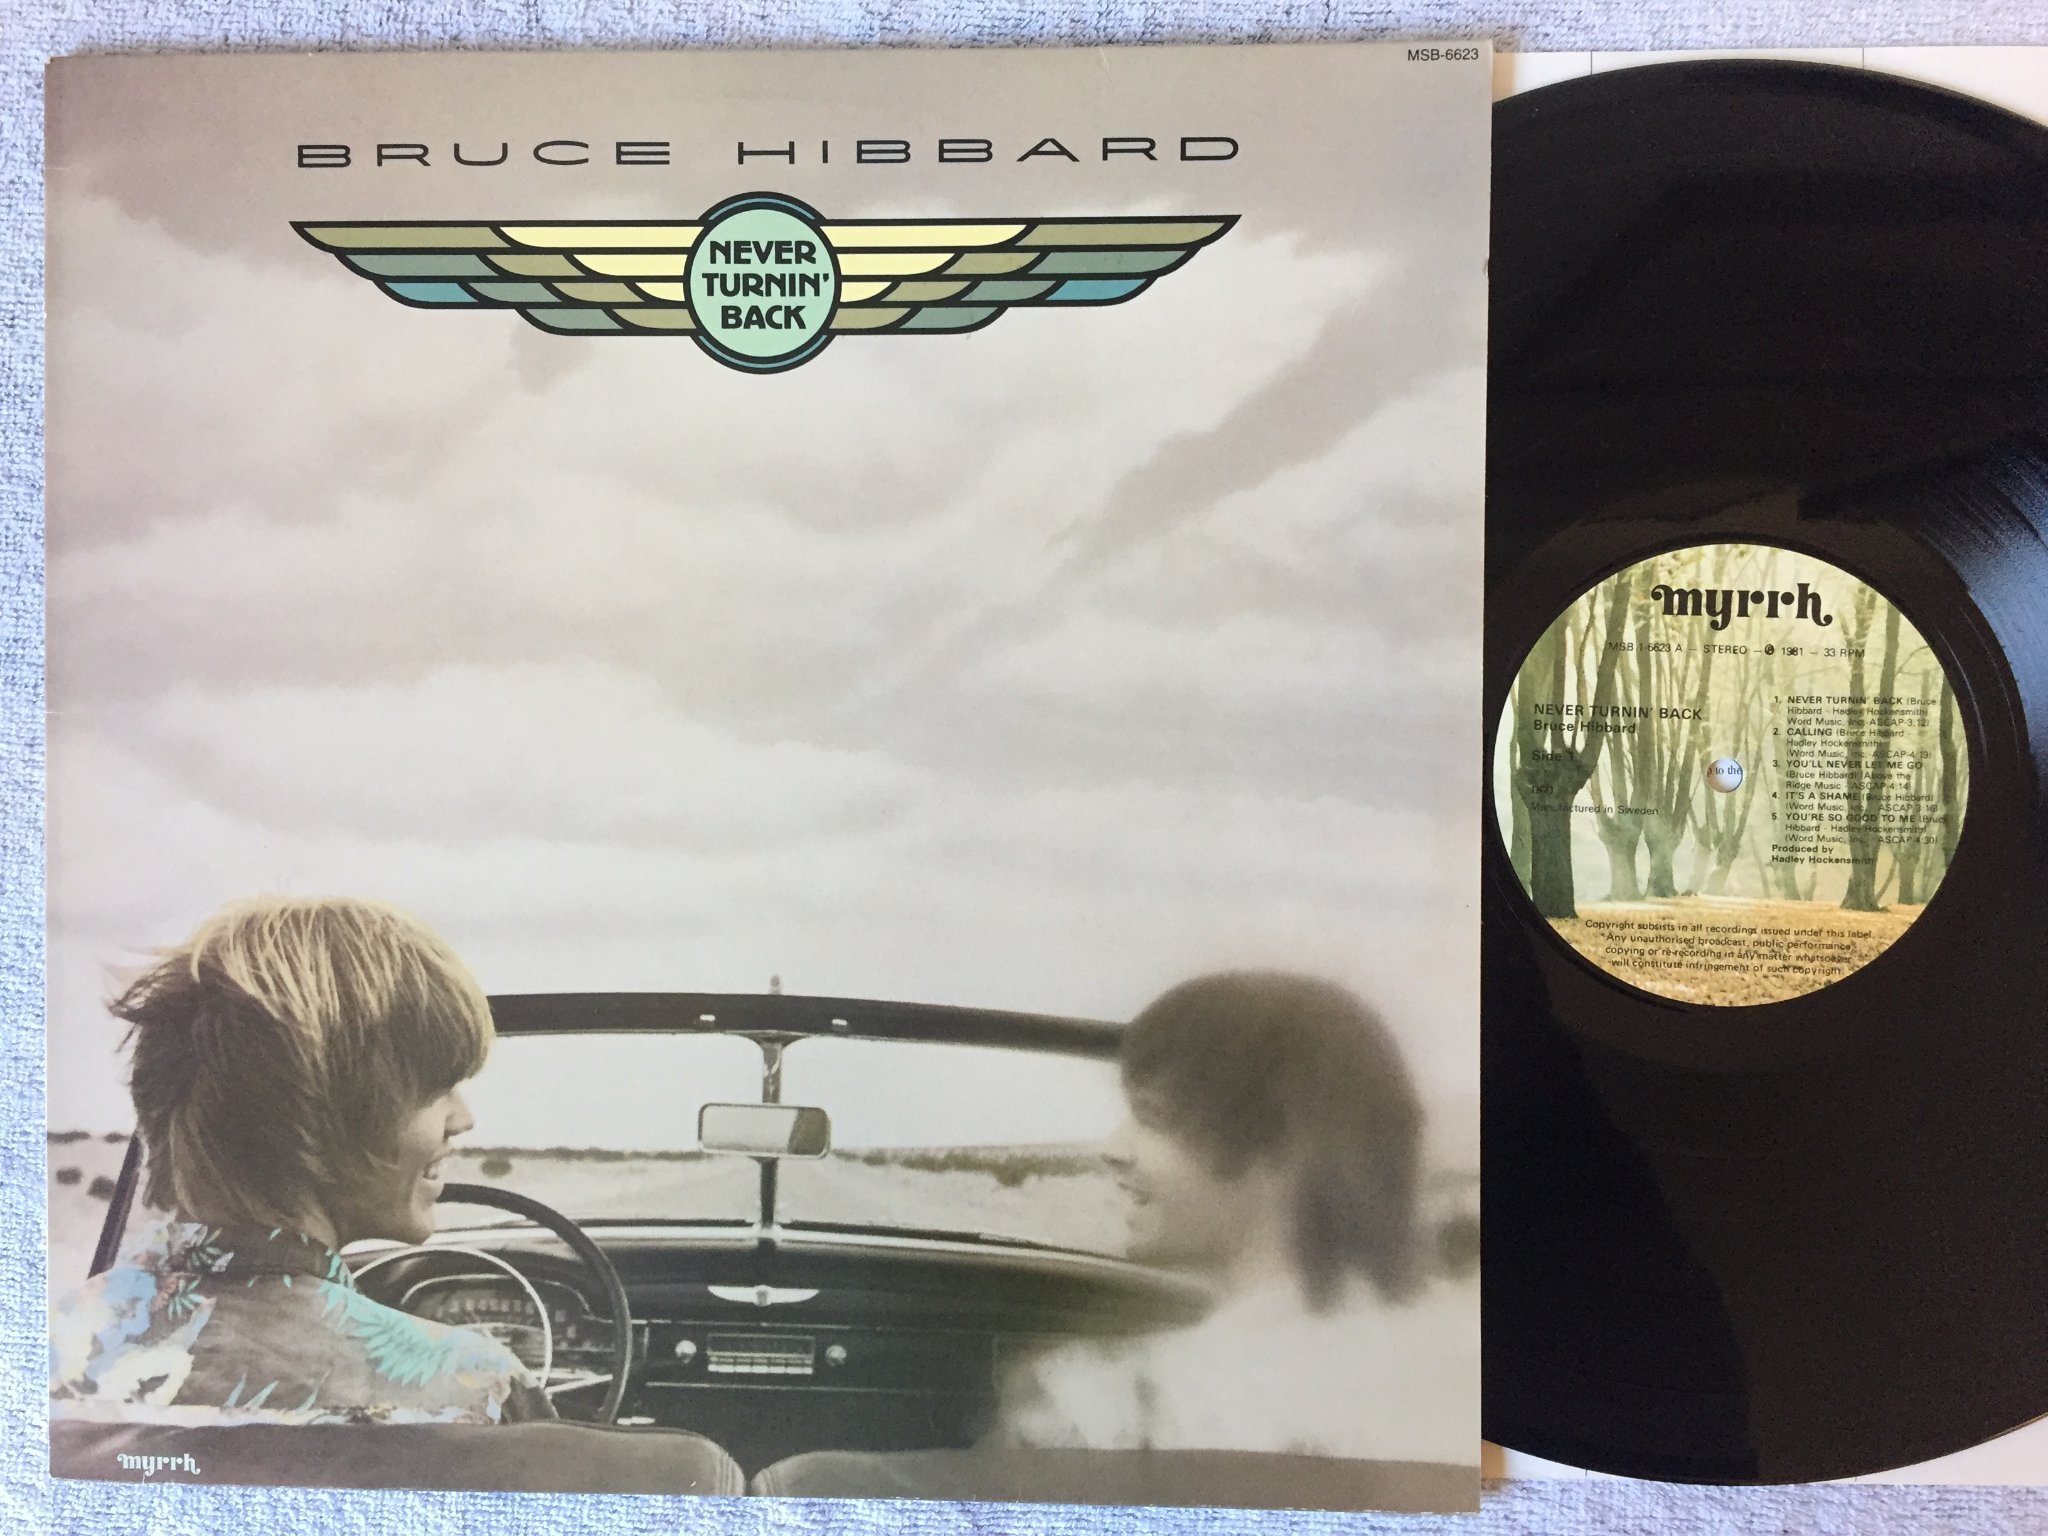 MSB-6623
BRUCE HIBBARD
NEVER
TURNIN'
BACK
myrrh
myrrh
MSB 1-6623 A — STEREO — ℗ 1981 — 33 RPM
NEVER TURNIN' BACK
Bruce Hibbard
Side 1
Manufactured in Sweden
to the
1. NEVER TURNIN' BACK (Bruce
Hibbard - Hadley Hockensmith)
Word Music, Inc.-ASCAP-3:12)
2. CALLING (Bruce Hibbard -
Hadley Hockensmith)
(Word Music, Inc.-ASCAP-4:13)
3. YOU'LL NEVER LET ME GO
(Bruce Hibbard) (Above the
Ridge Music - ASCAP-4:14)
4. IT'S A SHAME (Bruce Hibbard)
(Word Music, Inc. - ASCAP-3:16)
5. YOU'RE SO GOOD TO ME (Bruce
Hibbard - Hadley Hockensmith)
(Word Music, Inc. - ASCAP-4:30)
Produced by
Hadley Hockensmith
Copyright subsists in all recordings issued under this label.
Any unauthorised broadcast, public performance,
copying or re-recording in any matter whatsoever
will constitute infringement of such copyright.